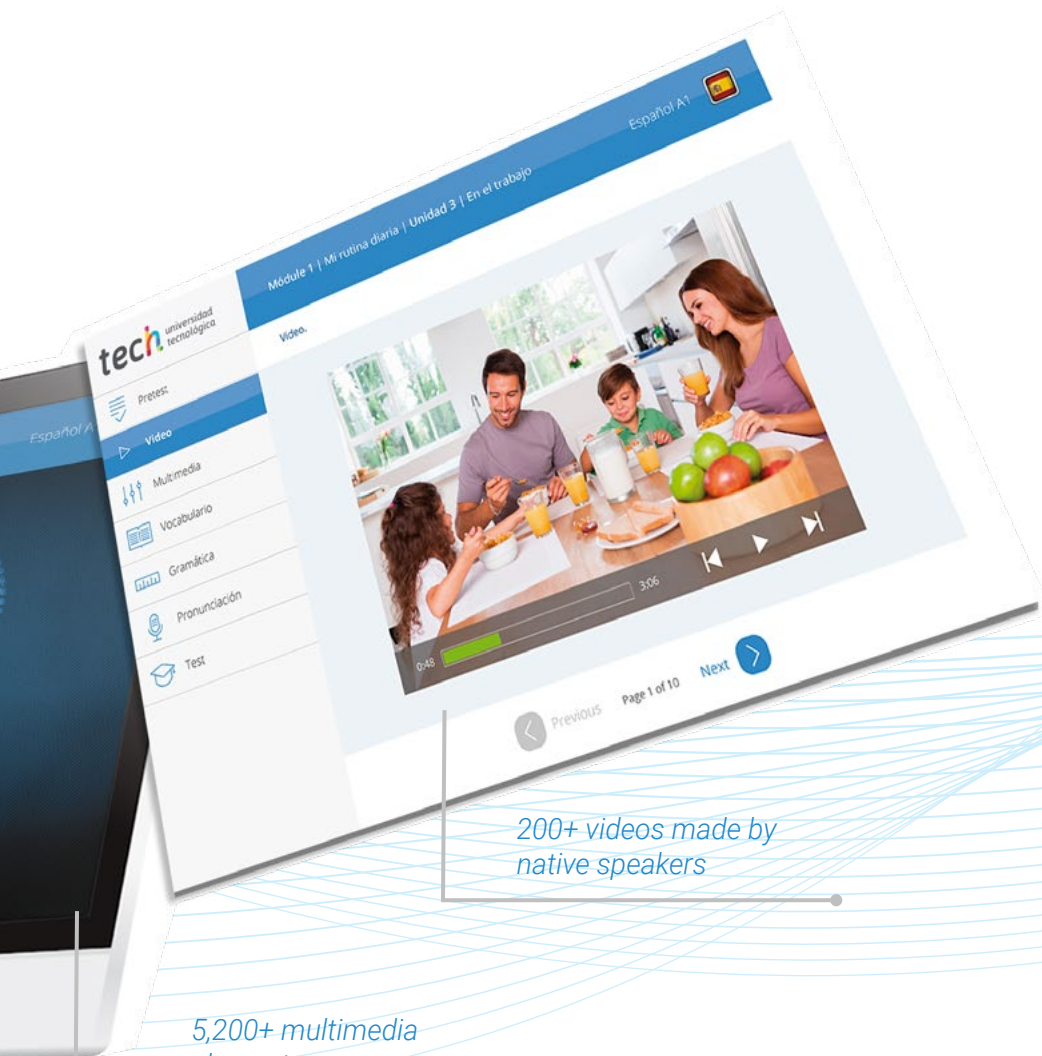 Español A1
Módule 1 | Mi rutina diaria | Unidad 3 | En el trabajo
tech universidad
tecnológica
Video.
Pretest
Video
Multimedia
Vocabulario
Gramática
Pronunciación
Test
Español A
0:48
3:06
Previous
Page 1 of 10
Next
200+ videos made by
native speakers
5,200+ multimedia